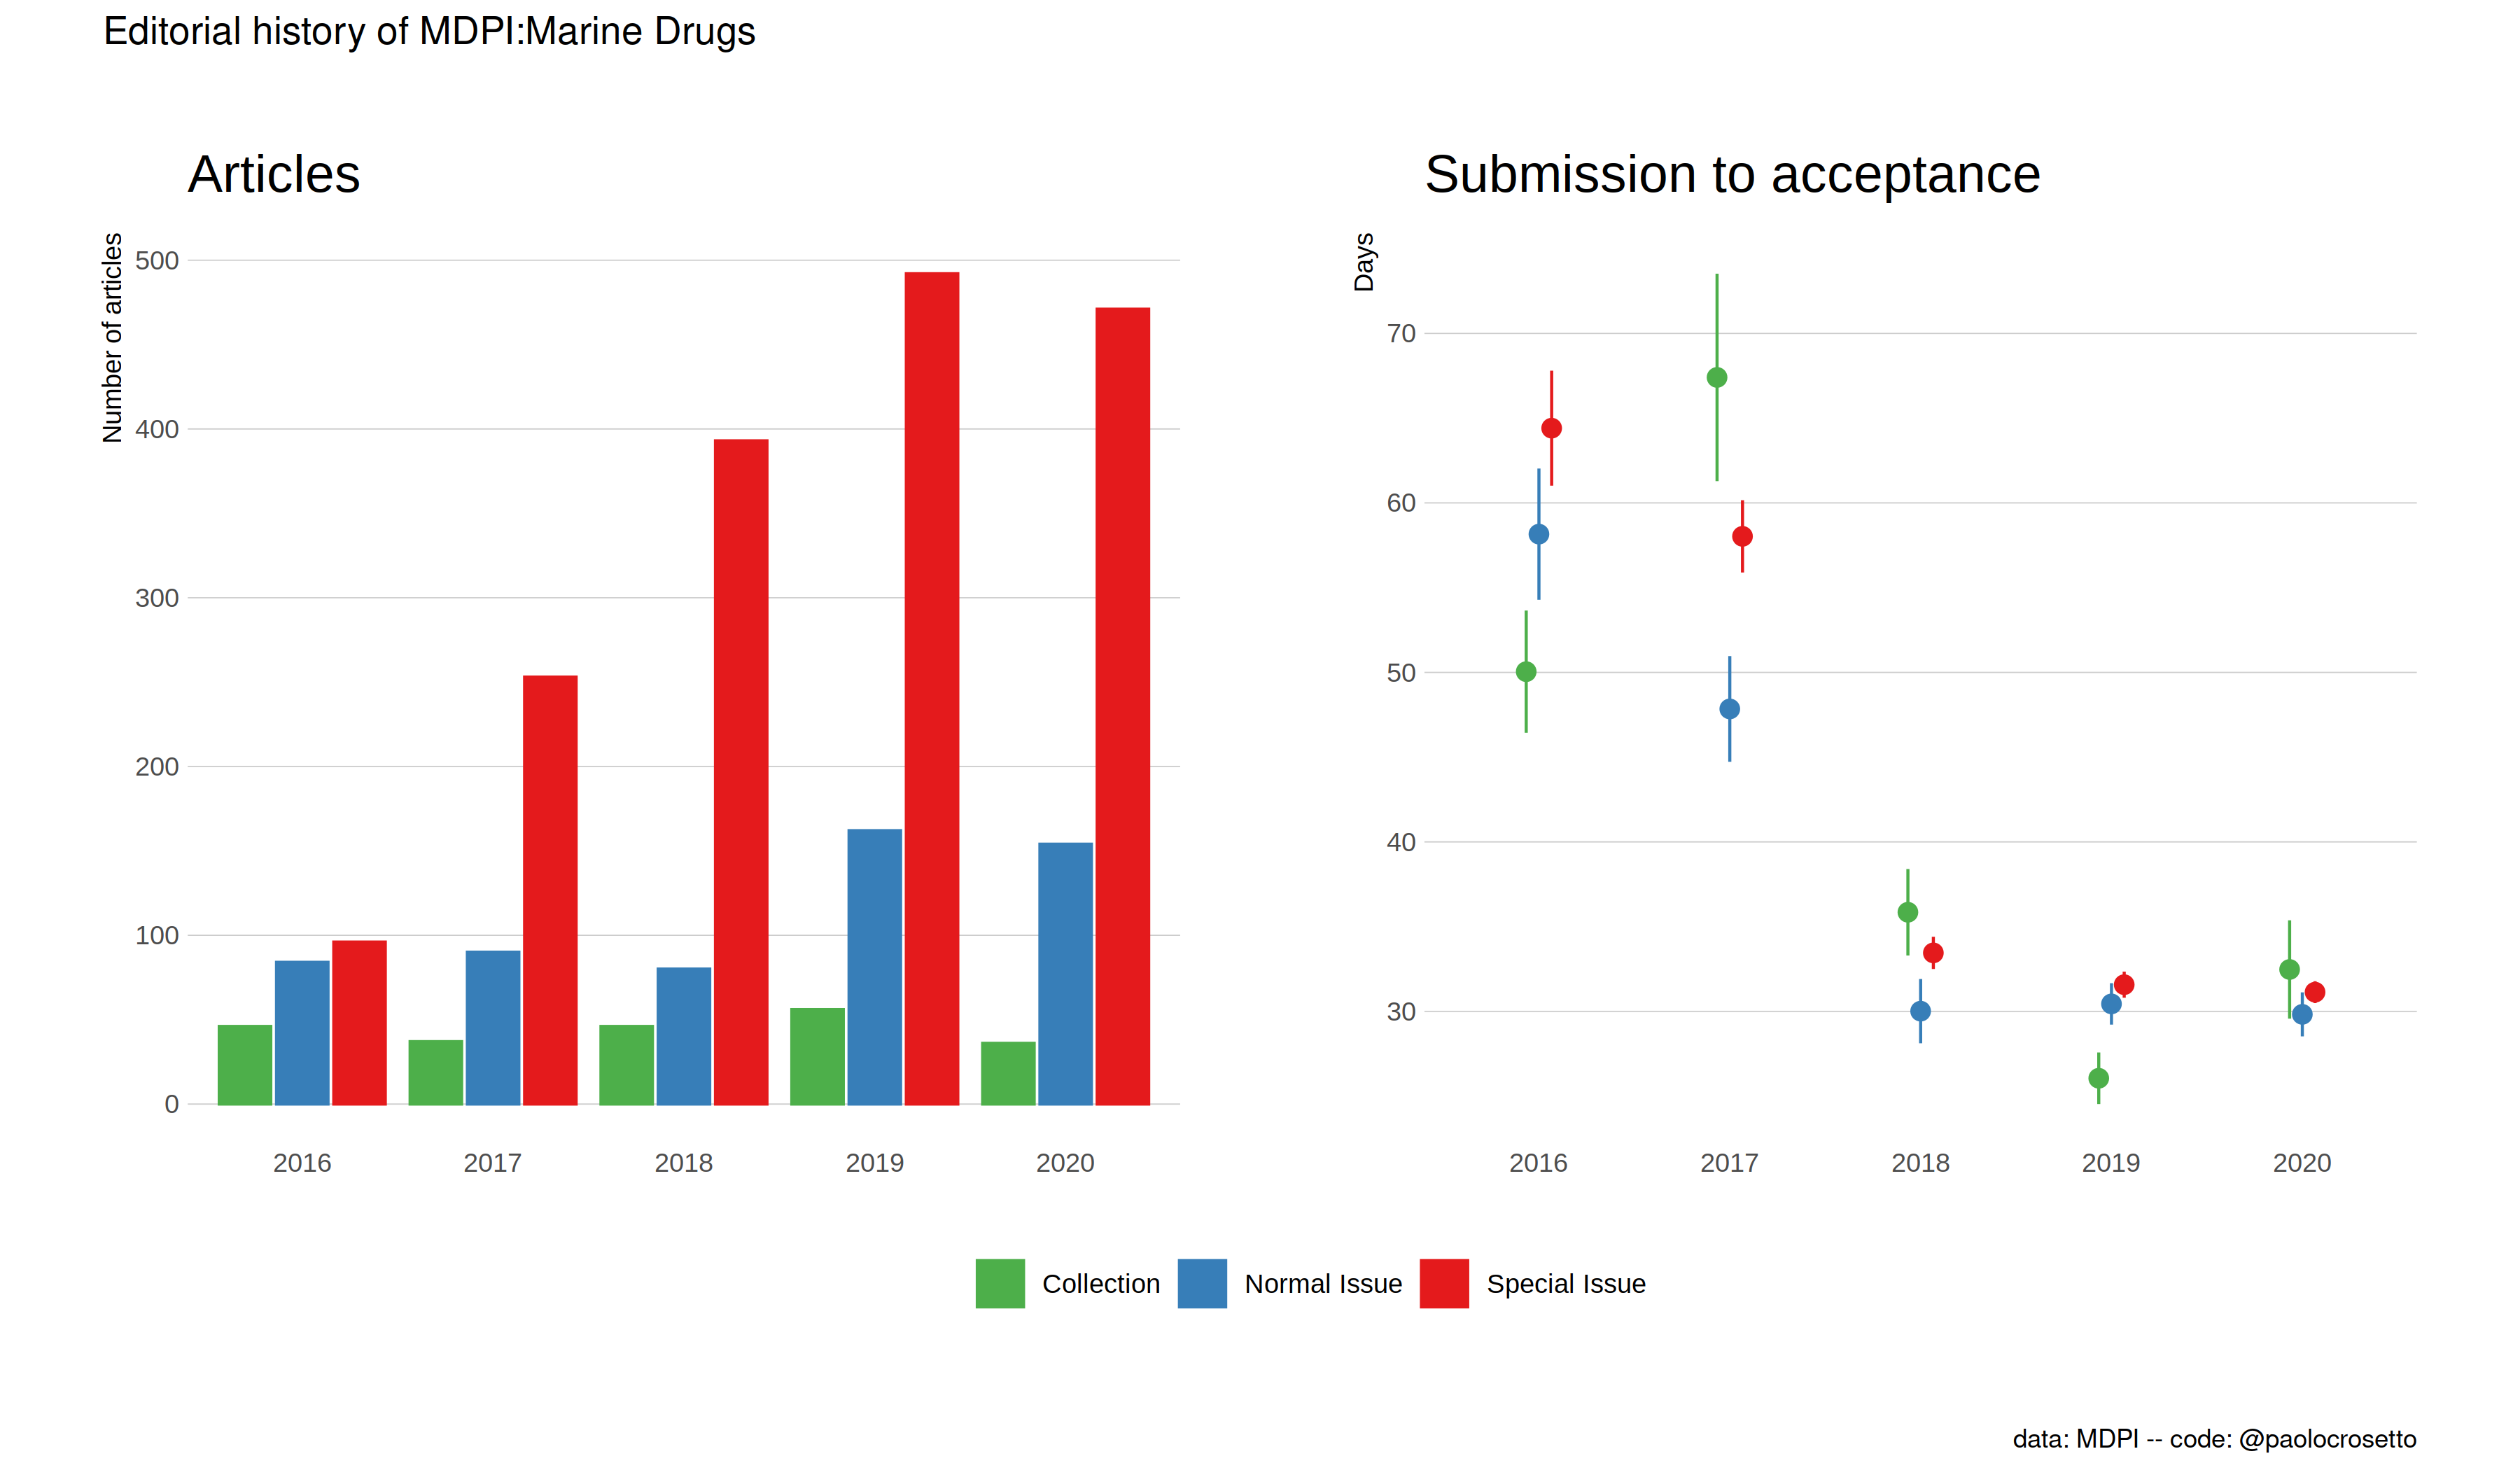 Editorial history of MDPI:Marine Drugs
Articles
Number of articles
500
400
300
200
100
0
2016 2017 2018 2019 2020
Submission to acceptance
Days
70
60
50
40
30
2016 2017 2018 2019 2020
Collection Normal Issue Special Issue
data: MDPI -- code: @paolocrosetto